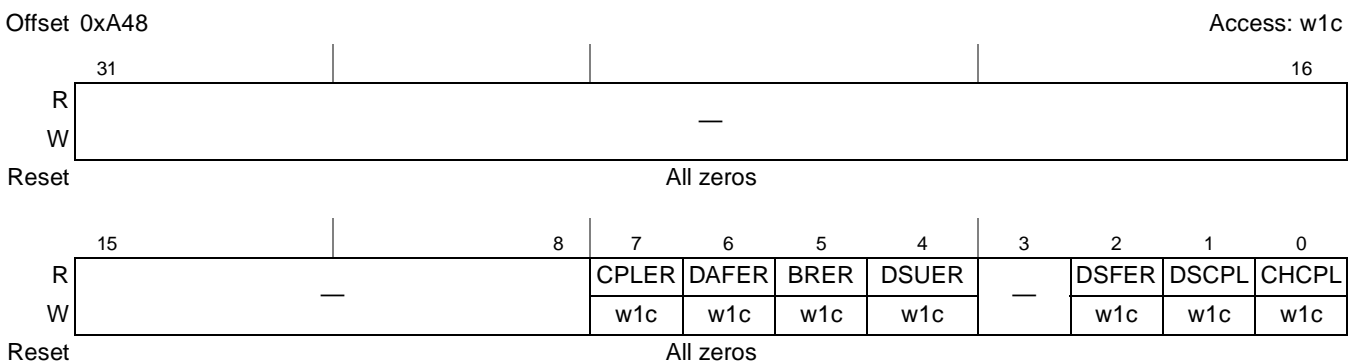 Offset 0xA48 Access: w1c
31 16
R
—
W
Reset All zeros
15 8 7 6 5 4 3 2 1 0
R CPLER DAFER BRER DSUER DSFER DSCPL CHCPL
— —
W w1c w1c w1c w1c w1c w1c w1c
Reset All zeros